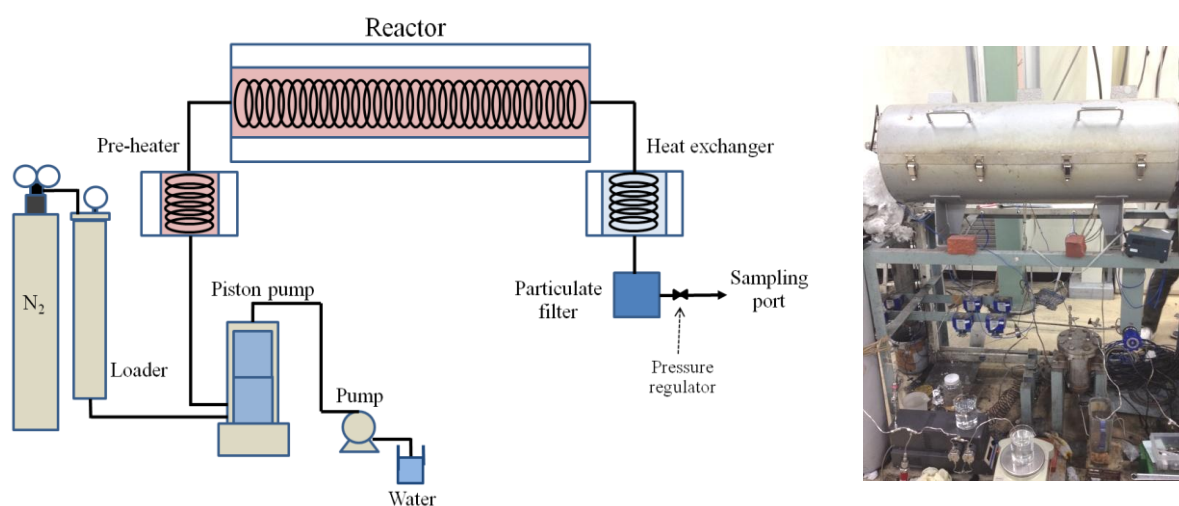 Reactor
Pre-heater
Heat exchanger
N2
Piston pump
Particulate
filter
Sampling
port
Loader
Pressure
regulator
Pump
Water